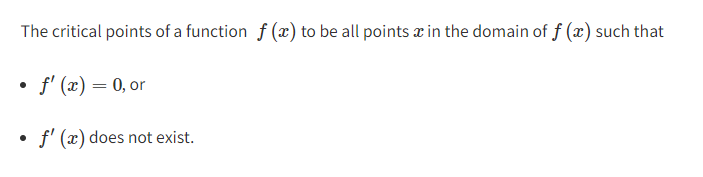 The critical points of a function f (x) to be all points x in the domain of f (x) such that
• f′ (x) = 0, or
• f′ (x) does not exist.